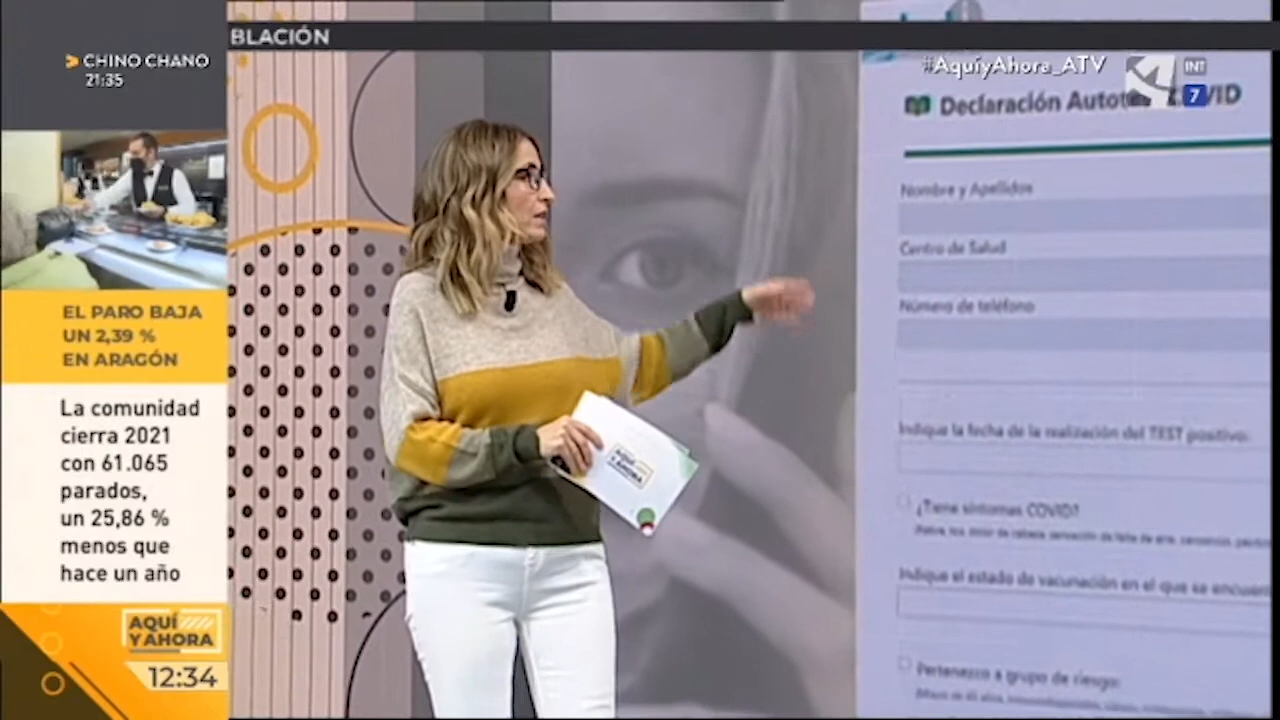 BLACIÓN
CHINO CHANO
21:35
#AquíyAhora_ATV
INT
7
Declaración
Nombre y Apellidos
Centro de Salud
Número de teléfono
Indique la fecha de la realización del TEST positivo:
¿Tiene síntomas COVID?
Indique el estado de vacunación en el que se
Pertenezco a grupo de riesgo:
EL PARO BAJA
UN 2,39 %
EN ARAGÓN
La comunidad
cierra 2021
con 61.065
parados,
un 25,86 %
menos que
hace un año
AQUÍ
Y AHORA
12:34
AQUÍ
Y AHORA